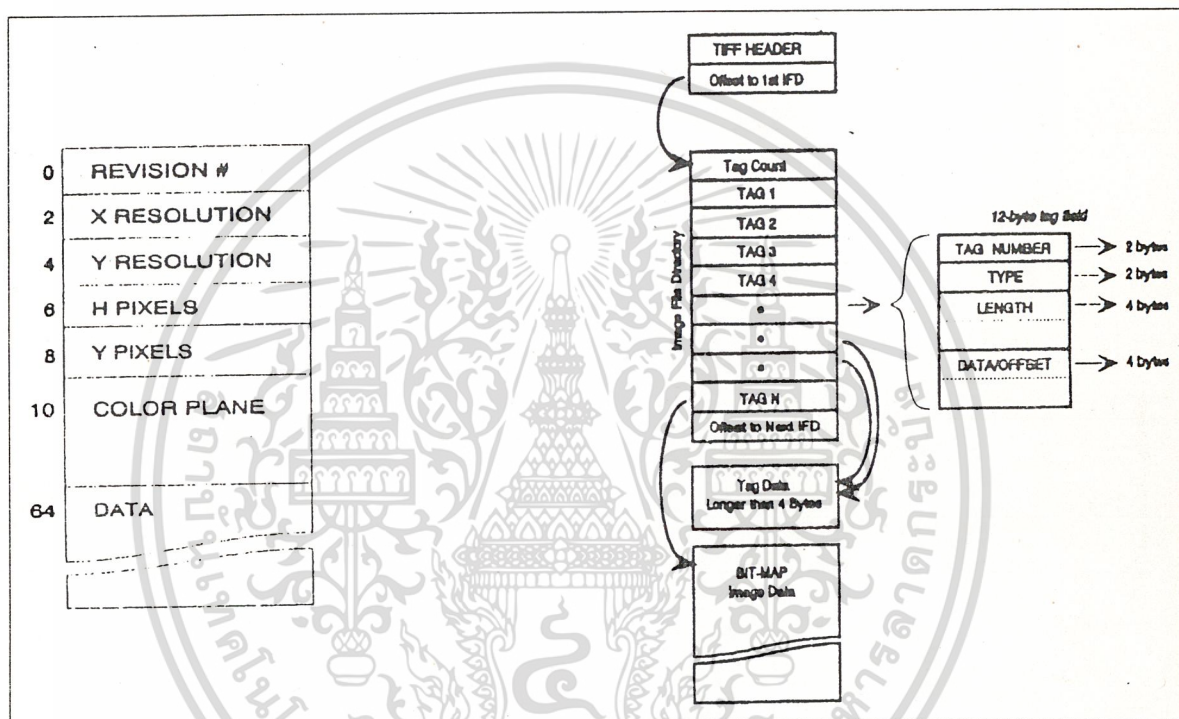 0 REVISION #
2 X RESOLUTION
4 Y RESOLUTION
6 H PIXELS
8 Y PIXELS
10 COLOR PLANE
64 DATA
TIFF HEADER
Offset to 1st IFD
Image File Directory
Tag Count
TAG 1
TAG 2
TAG 3
TAG 4
TAG N
Offset to Next IFD
Tag Data
Longer than 4 Bytes
BIT-MAP
Image Data
12-byte tag field
TAG NUMBER 2 bytes
TYPE 2 bytes
LENGTH 4 bytes
DATA/OFFSET 4 bytes